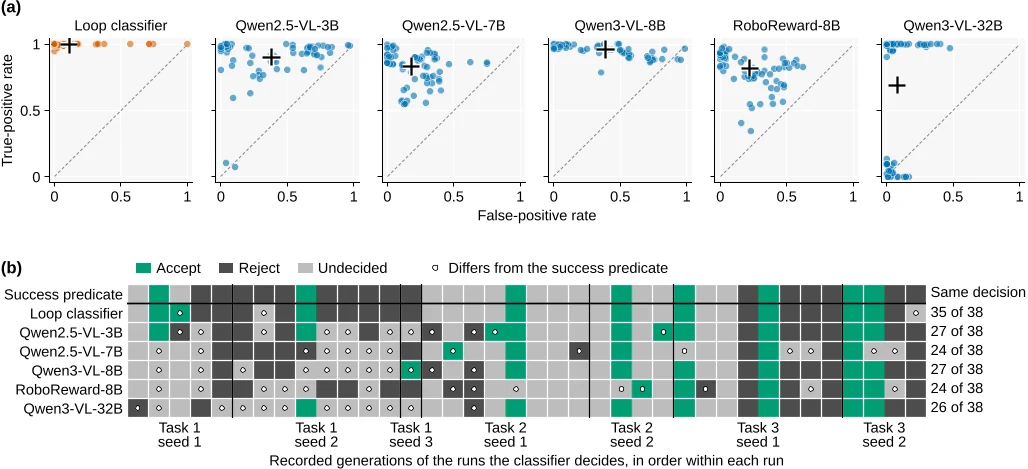 (a)
Loop classifier
Qwen2.5-VL-3B
Qwen2.5-VL-7B
Qwen3-VL-8B
RoboReward-8B
Qwen3-VL-32B
True-positive rate
1
0.5
0
0 0.5 1
0 0.5 1
0 0.5 1
0 0.5 1
0 0.5 1
0 0.5 1
False-positive rate
(b)
Accept
Reject
Undecided
Differs from the success predicate
Success predicate
Same decision
Loop classifier
35 of 38
Qwen2.5-VL-3B
27 of 38
Qwen2.5-VL-7B
24 of 38
Qwen3-VL-8B
27 of 38
RoboReward-8B
24 of 38
Qwen3-VL-32B
26 of 38
Task 1
seed 1
Task 1
seed 2
Task 1
seed 3
Task 2
seed 1
Task 2
seed 2
Task 3
seed 1
Task 3
seed 2
Recorded generations of the runs the classifier decides, in order within each run